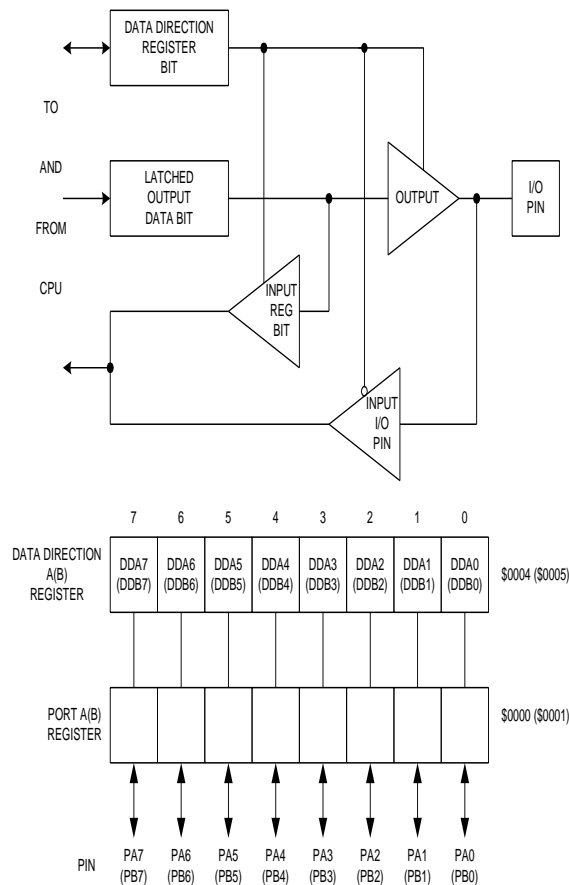 DATA DIRECTION
REGISTER
BIT
TO
AND
FROM
CPU
LATCHED
OUTPUT
DATA BIT
OUTPUT
I/O
PIN
INPUT
REG
BIT
INPUT
I/O
PIN
7 6 5 4 3 2 1 0
DATA DIRECTION
A(B)
REGISTER
DDA7 DDA6 DDA5 DDA4 DDA3 DDA2 DDA1 DDA0
(DDB7) (DDB6) (DDB5) (DDB4) (DDB3) (DDB2) (DDB1) (DDB0)
$0004 ($0005)
PORT A(B)
REGISTER
$0000 ($0001)
PIN
PA7 PA6 PA5 PA4 PA3 PA2 PA1 PA0
(PB7) (PB6) (PB5) (PB4) (PB3) (PB2) (PB1) (PB0)